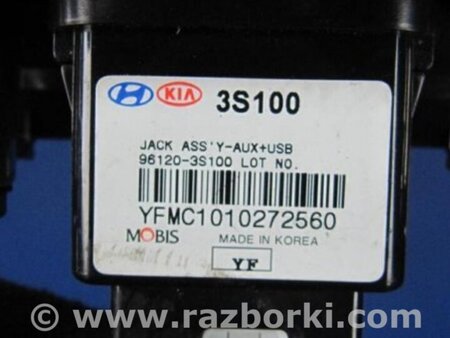 HYUNDAI KIA 3S100
JACK ASS'Y-AUX+USB
96120-3S100 LOT NO.
YFMC1010272560
MOBIS MADE IN KOREA
YF
© www.razborki.com